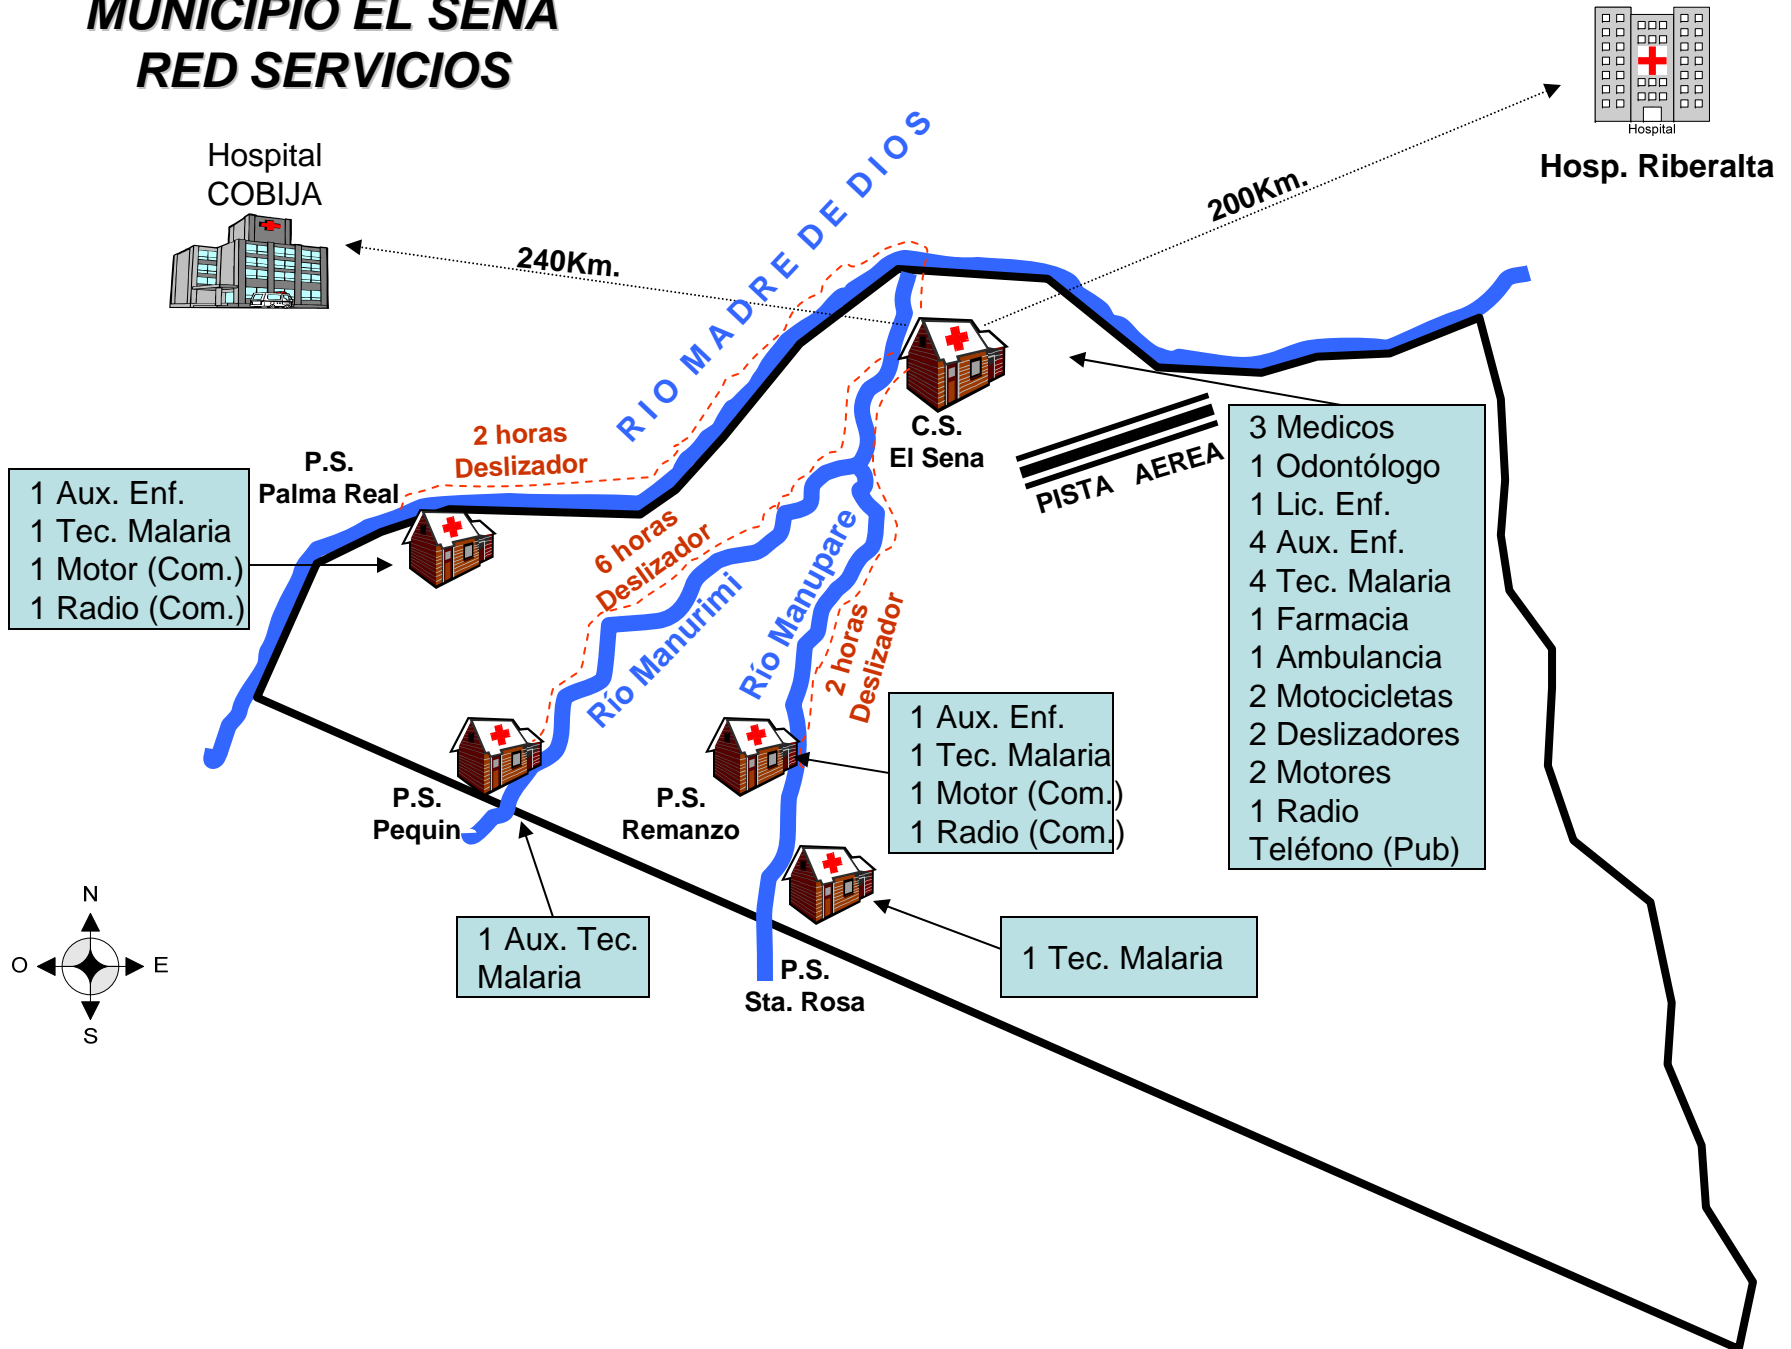 MUNICIPIO EL SENA
RED SERVICIOS
Hospital
Hosp. Riberalta
Hospital
COBIJA
200Km.
240Km.
RIO MADRE DE DIOS
2 horas
Deslizador
P.S.
Palma Real
1 Aux. Enf.
1 Tec. Malaria
1 Motor (Com.)
1 Radio (Com.)
C.S.
El Sena
PISTA AEREA
3 Medicos
1 Odontólogo
1 Lic. Enf.
4 Aux. Enf.
4 Tec. Malaria
1 Farmacia
1 Ambulancia
2 Motocicletas
2 Deslizadores
2 Motores
1 Radio
Teléfono (Pub)
6 horas
Deslizador
Río Manurimi
Río Manupare
2 horas
Deslizador
1 Aux. Enf.
1 Tec. Malaria
1 Motor (Com.)
1 Radio (Com.)
P.S.
Pequin
P.S.
Remanzo
1 Aux. Tec.
Malaria
1 Tec. Malaria
P.S.
Sta. Rosa
N
O
E
S